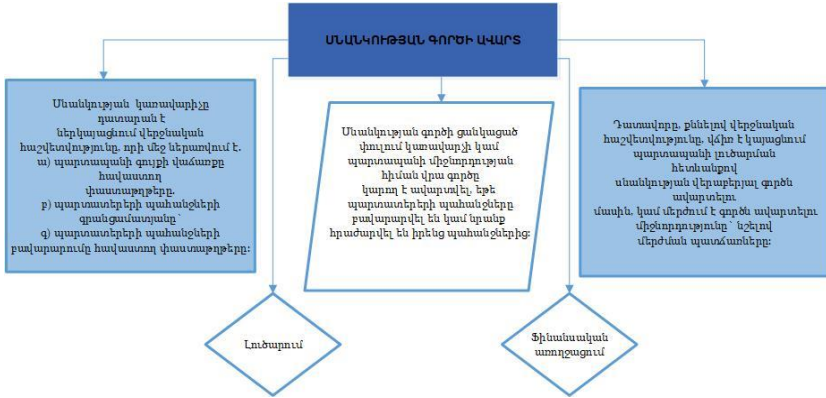 ՍՆԱՆԿՈՒԹՅԱՆ ԳՈՐԾԻ ԱՎԱՐՏ
Սնանկության կառավարիչը
դատարան է
ներկայացնում վերջնական
հաշվետվությունը, որի մեջ ներառվում է.
ա) պարտապանի գույքի վաճառքը
հավաստող
փաստաթղթերը.
բ) պարտատերերի պահանջների
գրանցամատյանը՝
գ) պարտատերերի պահանջների
բավարարումը հավաստող փաստաթղթերը:
Սնանկության գործի ցանկացած
փուլում կառավարչի կամ
պարտապանի միջնորդության
հիման վրա գործը
կարող է ավարտվել, եթե
պարտատերերի պահանջները
բավարարվել են կամ նրանք
հրաժարվել են իրենց պահանջներից:
Դատավորը, քննելով վերջնական
հաշվետվությունը, վճիռ է կայացնում
պարտապանի լուծարման
հետևանքով
սնանկության վերաբերյալ գործն
ավարտելու
մասին, կամ մերժում է գործն ավարտելու
միջնորդությունը՝ նշելով
մերժման պատճառները:
Լուծարում
Ֆինանսական
առողջացում